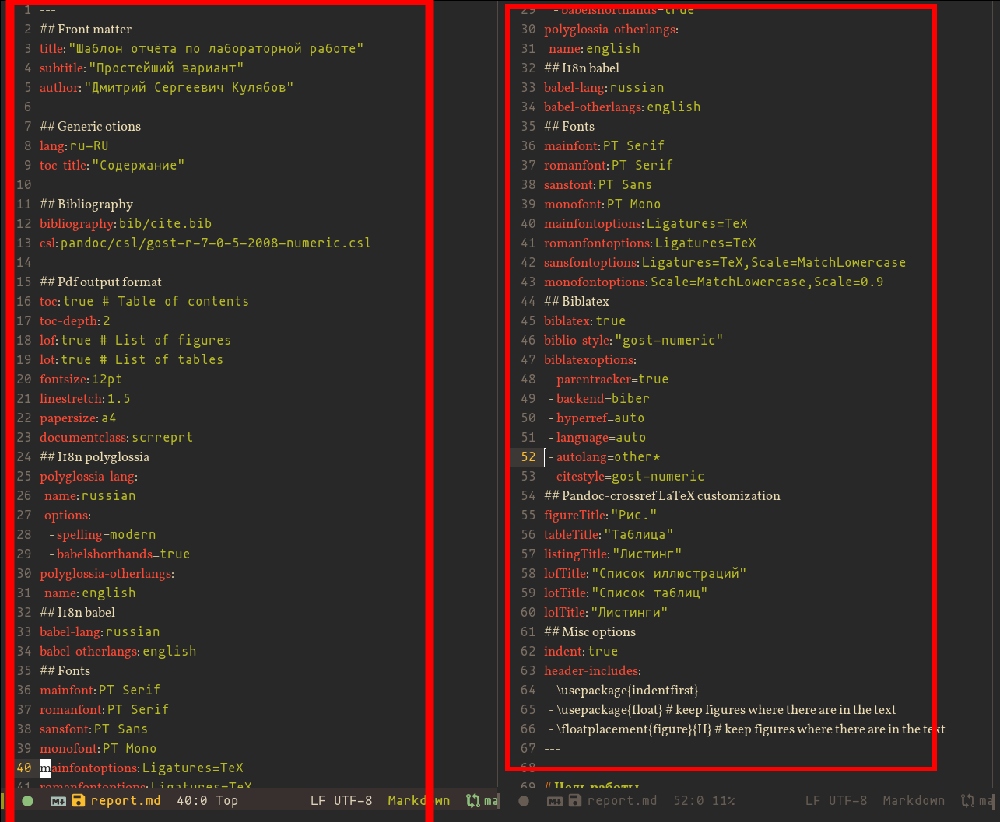 1 ---
2 ## Front matter
3 title: "Шаблон отчёта по лабораторной работе"
4 subtitle: "Простейший вариант"
5 author: "Дмитрий Сергеевич Кулябов"
6
7 ## Generic otions
8 lang: ru-RU
9 toc-title: "Содержание"
10
11 ## Bibliography
12 bibliography: bib/cite.bib
13 csl: pandoc/csl/gost-r-7-0-5-2008-numeric.csl
14
15 ## Pdf output format
16 toc: true # Table of contents
17 toc-depth: 2
18 lof: true # List of figures
19 lot: true # List of tables
20 fontsize: 12pt
21 linestretch: 1.5
22 papersize: a4
23 documentclass: scrreprt
24 ## I18n polyglossia
25 polyglossia-lang:
26 name: russian
27 options:
28 - spelling=modern
29 - babelshorthands=true
30 polyglossia-otherlangs:
31 name: english
32 ## I18n babel
33 babel-lang: russian
34 babel-otherlangs: english
35 ## Fonts
36 mainfont: PT Serif
37 romanfont: PT Serif
38 sansfont: PT Sans
39 monofont: PT Mono
40 mainfontoptions: Ligatures=TeX
41 romanfontoptions: Ligatures=TeX
report.md 40:0 Top LF UTF-8 Markdown ma
29 - babelshorthands=true
30 polyglossia-otherlangs:
31 name: english
32 ## I18n babel
33 babel-lang: russian
34 babel-otherlangs: english
35 ## Fonts
36 mainfont: PT Serif
37 romanfont: PT Serif
38 sansfont: PT Sans
39 monofont: PT Mono
40 mainfontoptions: Ligatures=TeX
41 romanfontoptions: Ligatures=TeX
42 sansfontoptions: Ligatures=TeX,Scale=MatchLowercase
43 monofontoptions: Scale=MatchLowercase,Scale=0.9
44 ## Biblatex
45 biblatex: true
46 biblio-style: "gost-numeric"
47 biblatexoptions:
48 - parentracker=true
49 - backend=biber
50 - hyperref=auto
51 - language=auto
52 - autolang=other*
53 - citestyle=gost-numeric
54 ## Pandoc-crossref LaTeX customization
55 figureTitle: "Рис."
56 tableTitle: "Таблица"
57 listingTitle: "Листинг"
58 lofTitle: "Список иллюстраций"
59 lotTitle: "Список таблиц"
60 lolTitle: "Листинги"
61 ## Misc options
62 indent: true
63 header-includes:
64 - \usepackage{indentfirst}
65 - \usepackage{float} # keep figures where there are in the text
66 - \floatplacement{figure}{H} # keep figures where there are in the text
67 ---
68
69 # Цель работы
report.md 52:0 11% LF UTF-8 Markdown ma